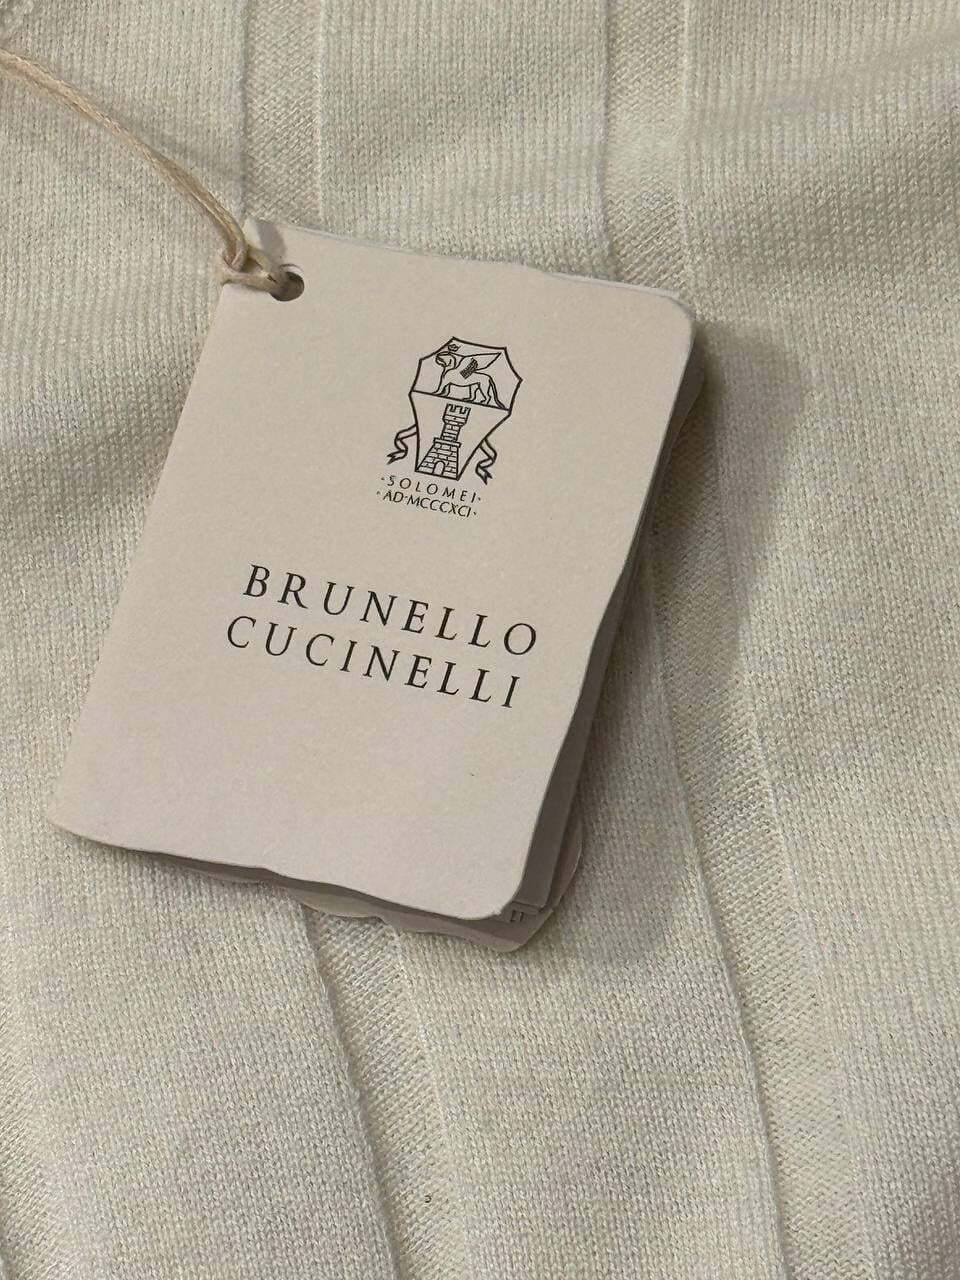 ·SOLOMEI·
·AD·MCCCXCI·
BRUNELLO
CUCINELLI